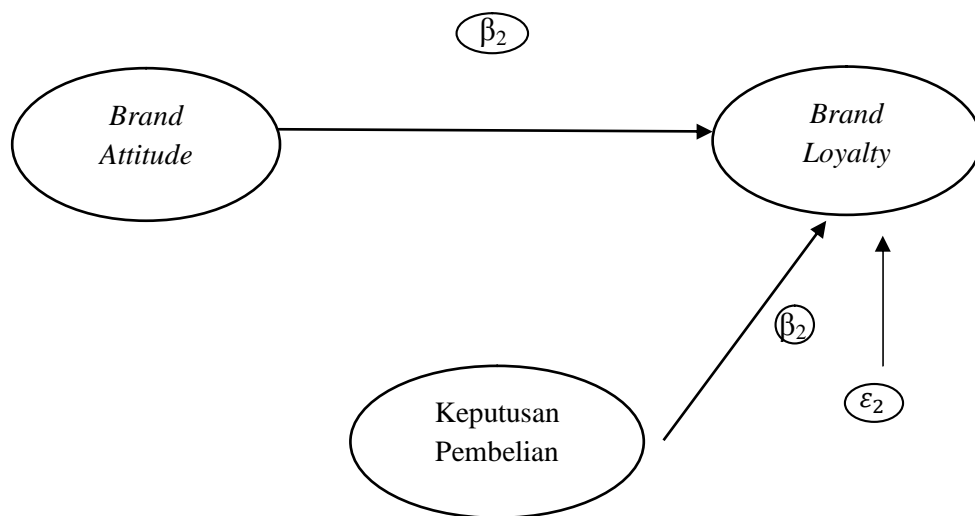 β₂
Brand
Attitude
Brand
Loyalty
β₂
Keputusan
Pembelian
ε₂